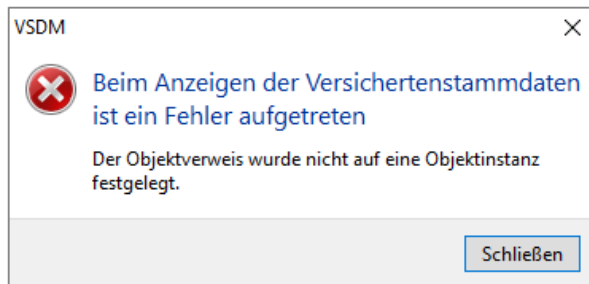 VSDM
Beim Anzeigen der Versichertenstammdaten
ist ein Fehler aufgetreten
Der Objektverweis wurde nicht auf eine Objektinstanz
festgelegt.
Schließen